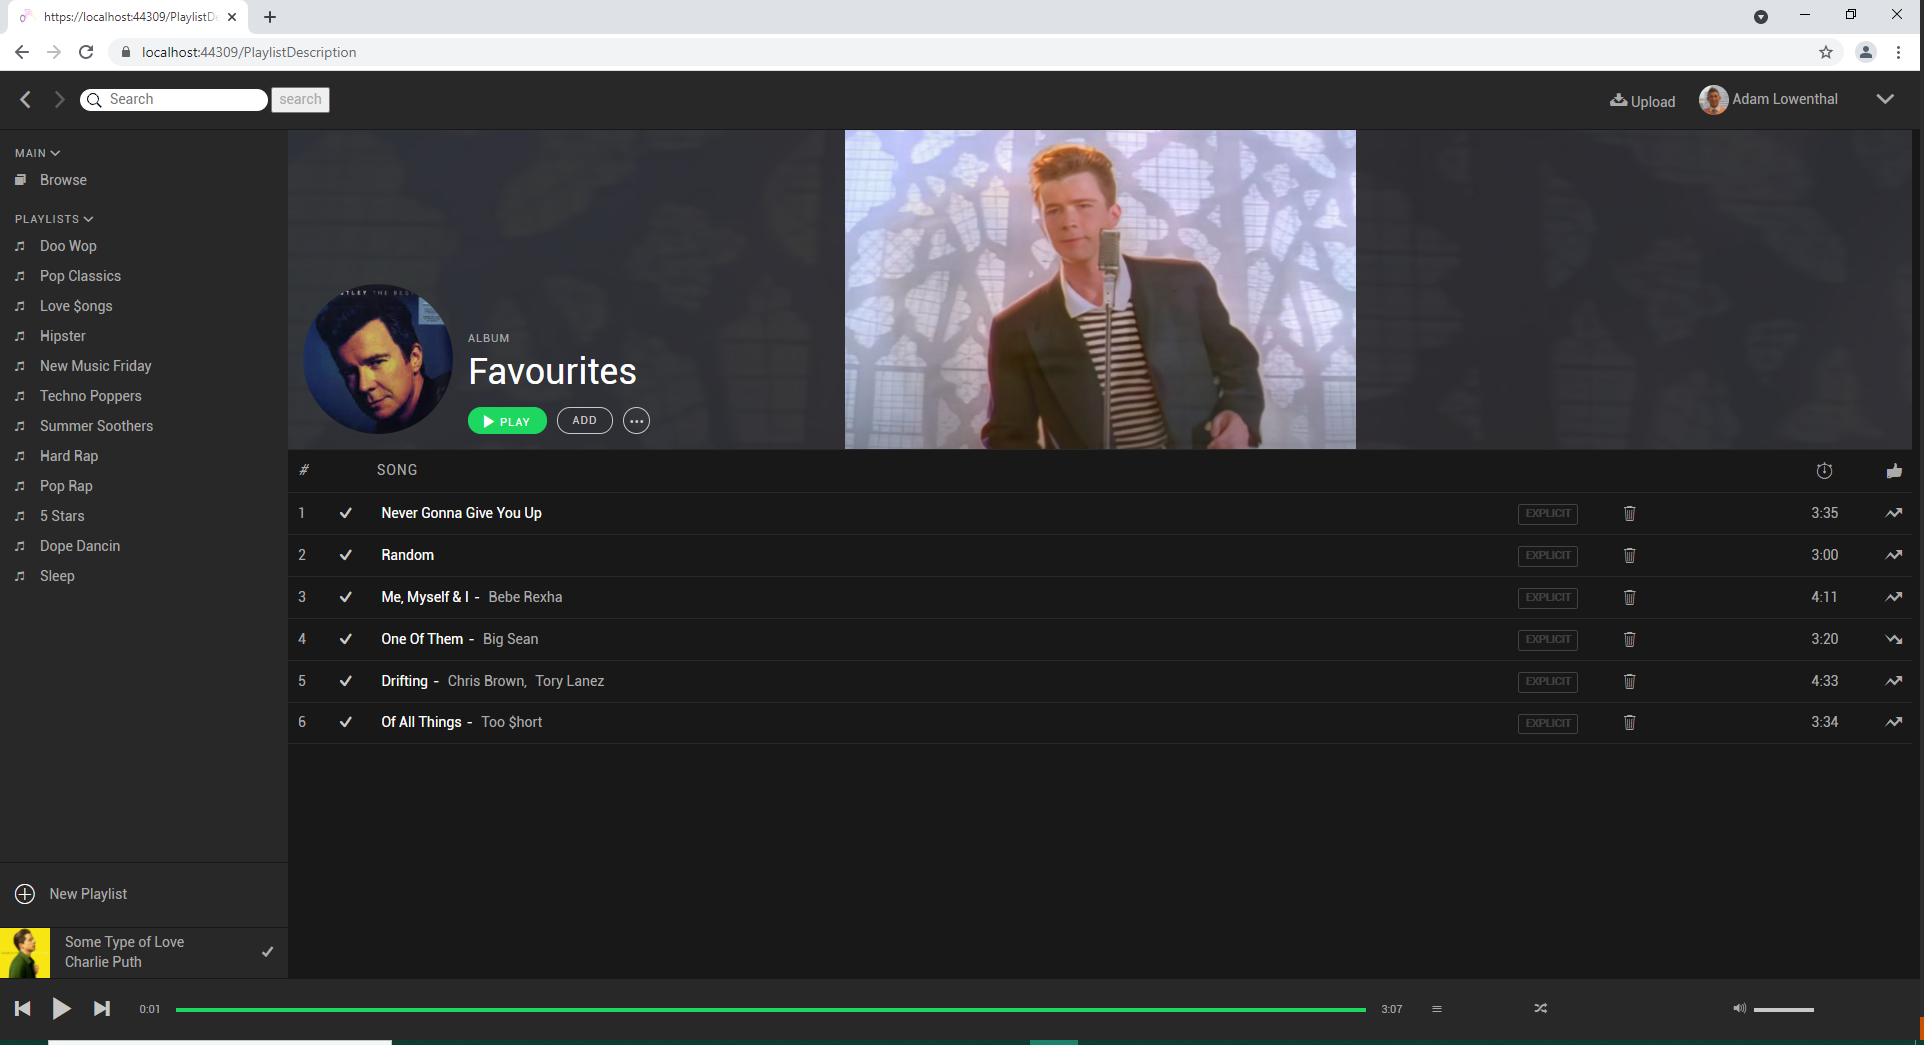 https://localhost:44309/PlaylistDe
localhost:44309/PlaylistDescription
Search
search
Upload
Adam Lowenthal
MAIN
Browse
PLAYLISTS
Doo Wop
Pop Classics
Love $ongs
Hipster
New Music Friday
Techno Poppers
Summer Soothers
Hard Rap
Pop Rap
5 Stars
Dope Dancin
Sleep
New Playlist
Some Type of Love
Charlie Puth
TLEY THE BES
ALBUM
Favourites
PLAY
ADD
# SONG
1 Never Gonna Give You Up EXPLICIT 3:35
2 Random EXPLICIT 3:00
3 Me, Myself & I - Bebe Rexha EXPLICIT 4:11
4 One Of Them - Big Sean EXPLICIT 3:20
5 Drifting - Chris Brown, Tory Lanez EXPLICIT 4:33
6 Of All Things - Too $hort EXPLICIT 3:34
0:01
3:07